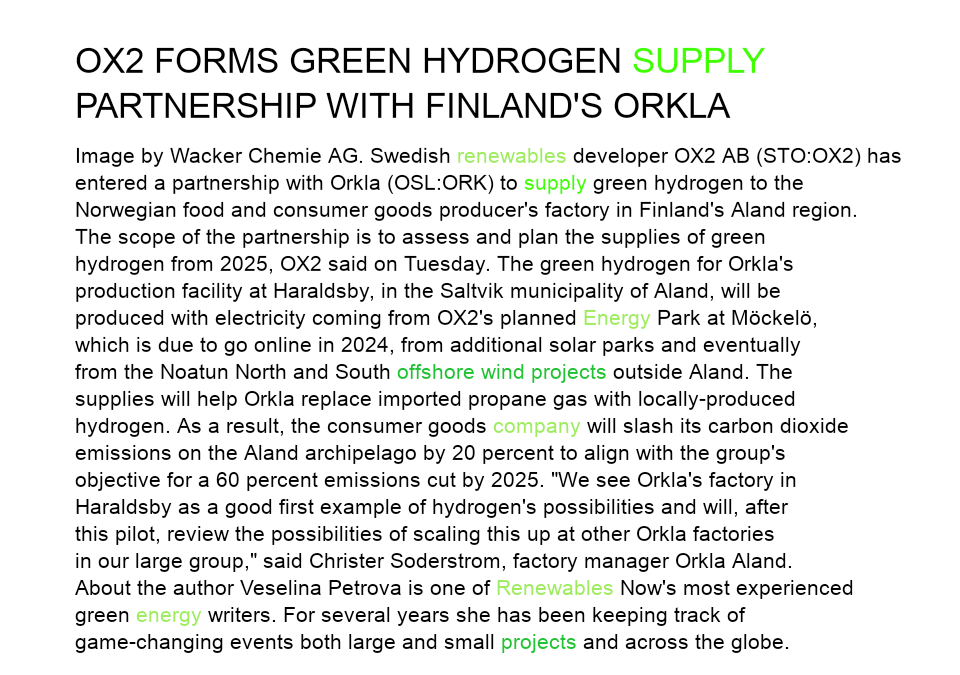 OX2 FORMS GREEN HYDROGEN SUPPLY
PARTNERSHIP WITH FINLAND'S ORKLA
Image by Wacker Chemie AG. Swedish renewables developer OX2 AB (STO:OX2) has
entered a partnership with Orkla (OSL:ORK) to supply green hydrogen to the
Norwegian food and consumer goods producer's factory in Finland's Aland region.
The scope of the partnership is to assess and plan the supplies of green
hydrogen from 2025, OX2 said on Tuesday. The green hydrogen for Orkla's
production facility at Haraldsby, in the Saltvik municipality of Aland, will be
produced with electricity coming from OX2's planned Energy Park at Möckelö,
which is due to go online in 2024, from additional solar parks and eventually
from the Noatun North and South offshore wind projects outside Aland. The
supplies will help Orkla replace imported propane gas with locally-produced
hydrogen. As a result, the consumer goods company will slash its carbon dioxide
emissions on the Aland archipelago by 20 percent to align with the group's
objective for a 60 percent emissions cut by 2025. "We see Orkla's factory in
Haraldsby as a good first example of hydrogen's possibilities and will, after
this pilot, review the possibilities of scaling this up at other Orkla factories
in our large group," said Christer Soderstrom, factory manager Orkla Aland.
About the author Veselina Petrova is one of Renewables Now's most experienced
green energy writers. For several years she has been keeping track of
game-changing events both large and small projects and across the globe.